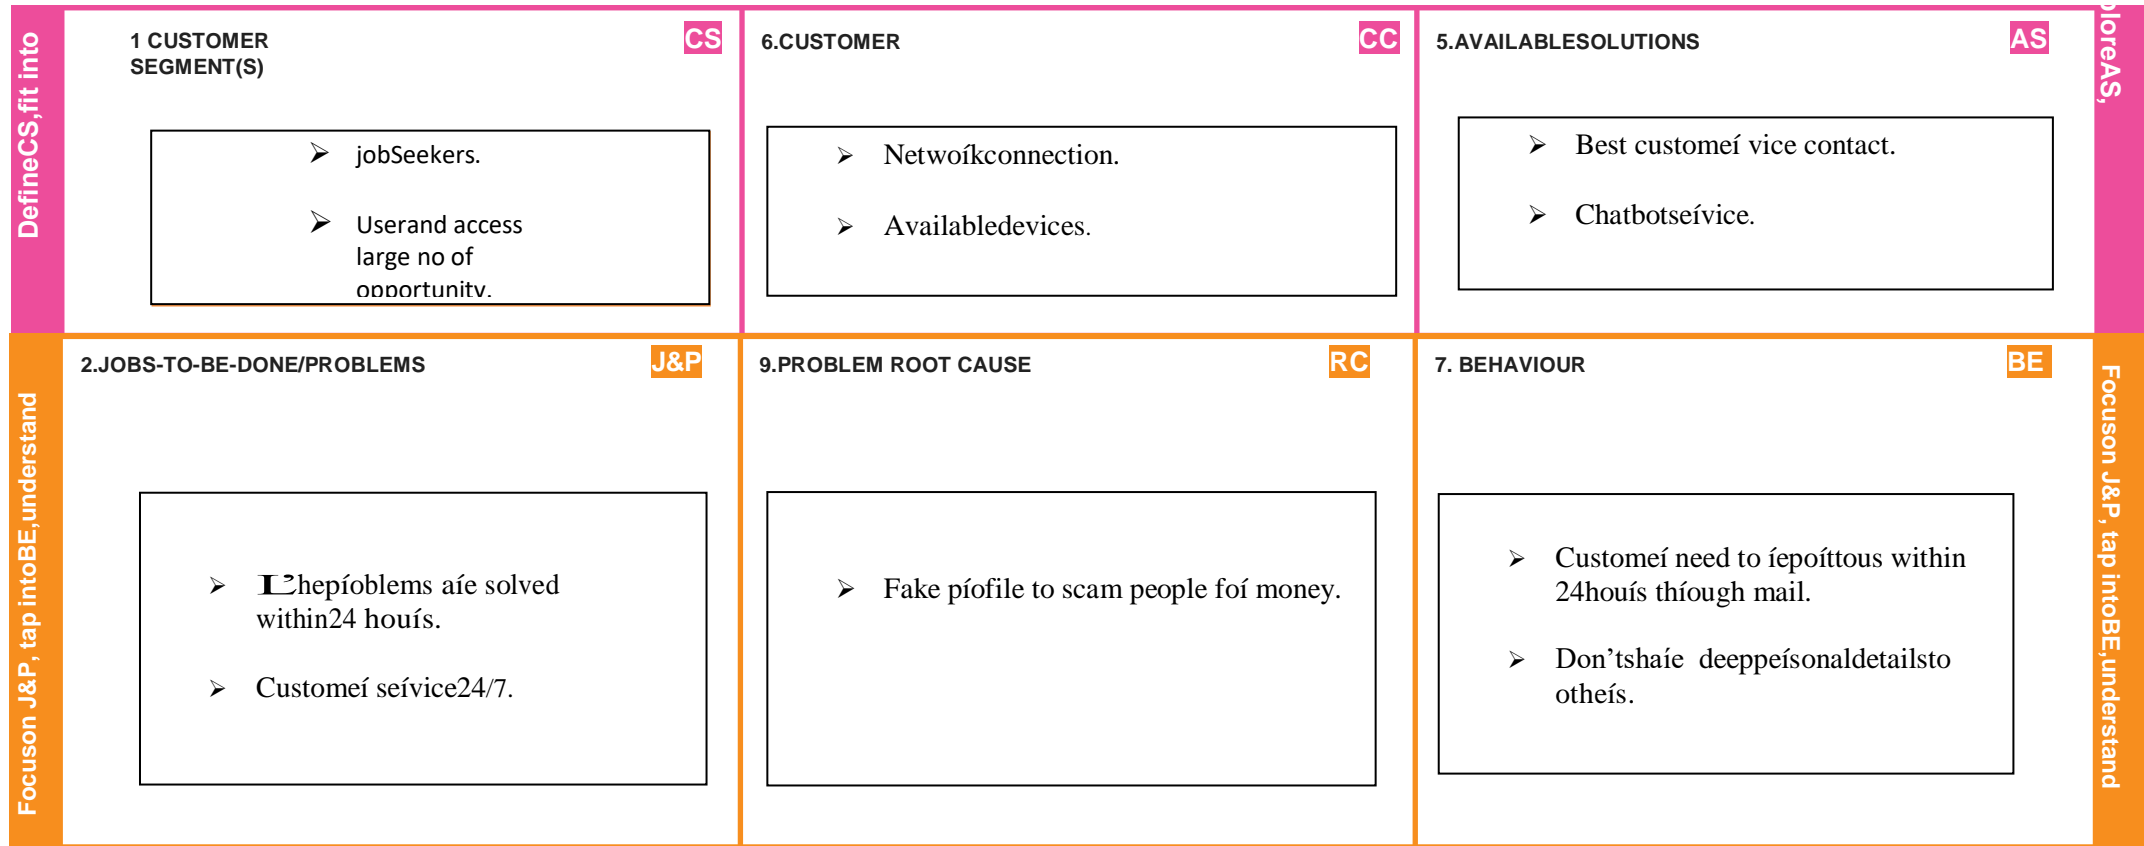 DefineCS,fit into
1 CUSTOMER
SEGMENT(S)
CS
➢ jobSeekers.
➢ Userand access
large no of
opportunity.
6.CUSTOMER
CC
➢ Netwoíkconnection.
➢ Availabledevices.
5.AVAILABLESOLUTIONS
AS
➢ Best customeí vice contact.
➢ Chatbotseívice.
ploreAS,
Focuson J&P, tap intoBE,understand
2.JOBS-TO-BE-DONE/PROBLEMS
J&P
➢ Ľhepíoblems aíe solved
within24 houís.
➢ Customeí seívice24/7.
9.PROBLEM ROOT CAUSE
RC
➢ Fake píofile to scam people foí money.
7. BEHAVIOUR
BE
➢ Customeí need to íepoíttous within
24houís thíough mail.
➢ Don’tshaíe deeppeísonaldetailsto
otheís.
Focuson J&P, tap intoBE,understand